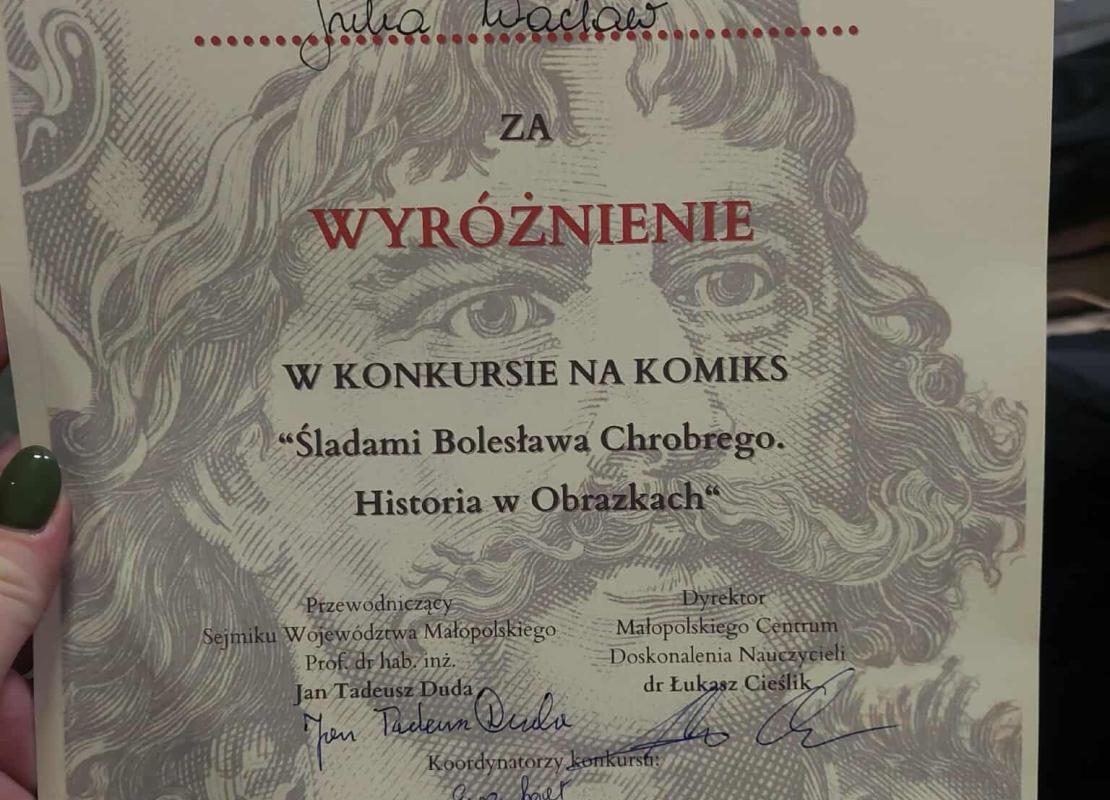 Julia Wacław
ZA
WYRÓŻNIENIE
W KONKURSIE NA KOMIKS
“Śladami Bolesława Chrobrego.
Historia w Obrazkach“
Przewodniczący
Sejmiku Województwa Małopolskiego
Prof. dr hab. inż.
Jan Tadeusz Duda
Jan Tadeusz Duda
Dyrektor
Małopolskiego Centrum
Doskonalenia Nauczycieli
dr Łukasz Cieślik
Koordynatorzy konkursu: